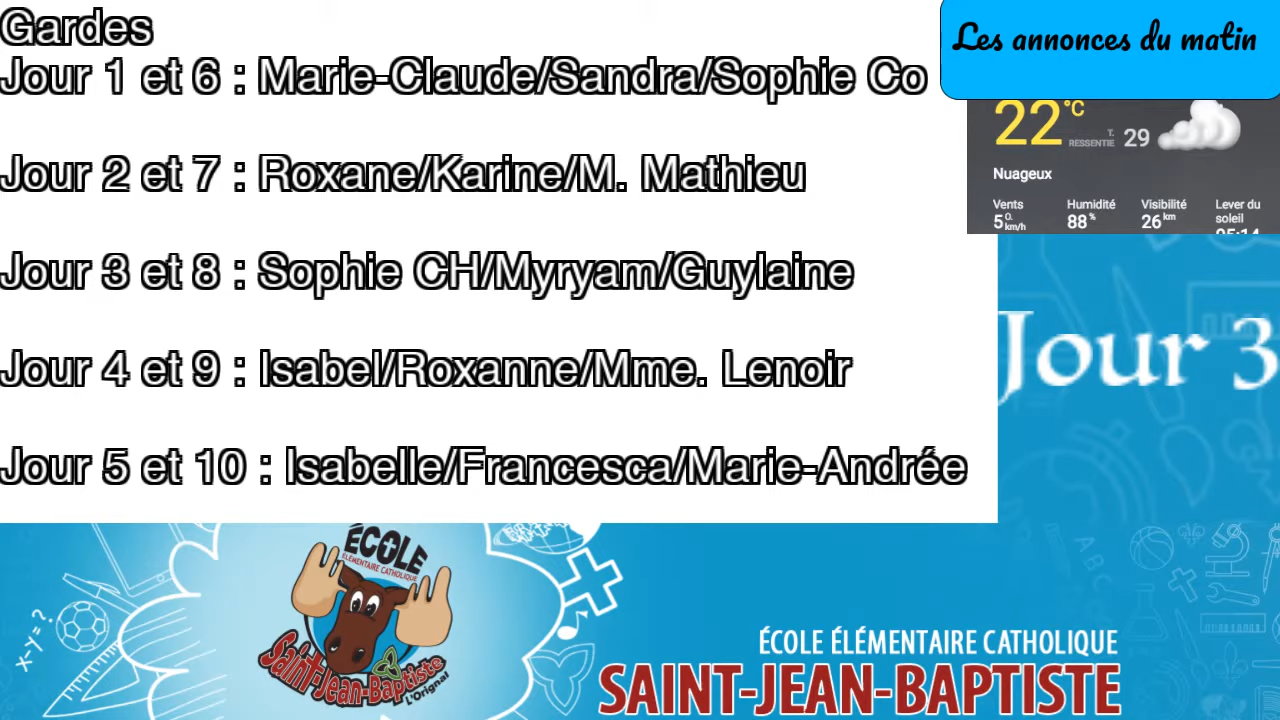 Gardes
Jour 1 et 6 : Marie-Claude/Sandra/Sophie Co
Jour 2 et 7 : Roxane/Karine/M. Mathieu
Jour 3 et 8 : Sophie CH/Myryam/Guylaine
Jour 4 et 9 : Isabel/Roxanne/Mme. Lenoir
Jour 5 et 10 : Isabelle/Francesca/Marie-Andrée
Les annonces du matin
22°C
T. RESSENTIE 29
Nuageux
Vents Humidité Visibilité Lever du soleil
5 O. km/h 88% 26 km 05:14
Jour 3
ÉCOLE
ÉLÉMENTAIRE CATHOLIQUE
Saint-Jean-Baptiste
L'Orignal
x-y=?
ABC
ÉCOLE ÉLÉMENTAIRE CATHOLIQUE
SAINT-JEAN-BAPTISTE